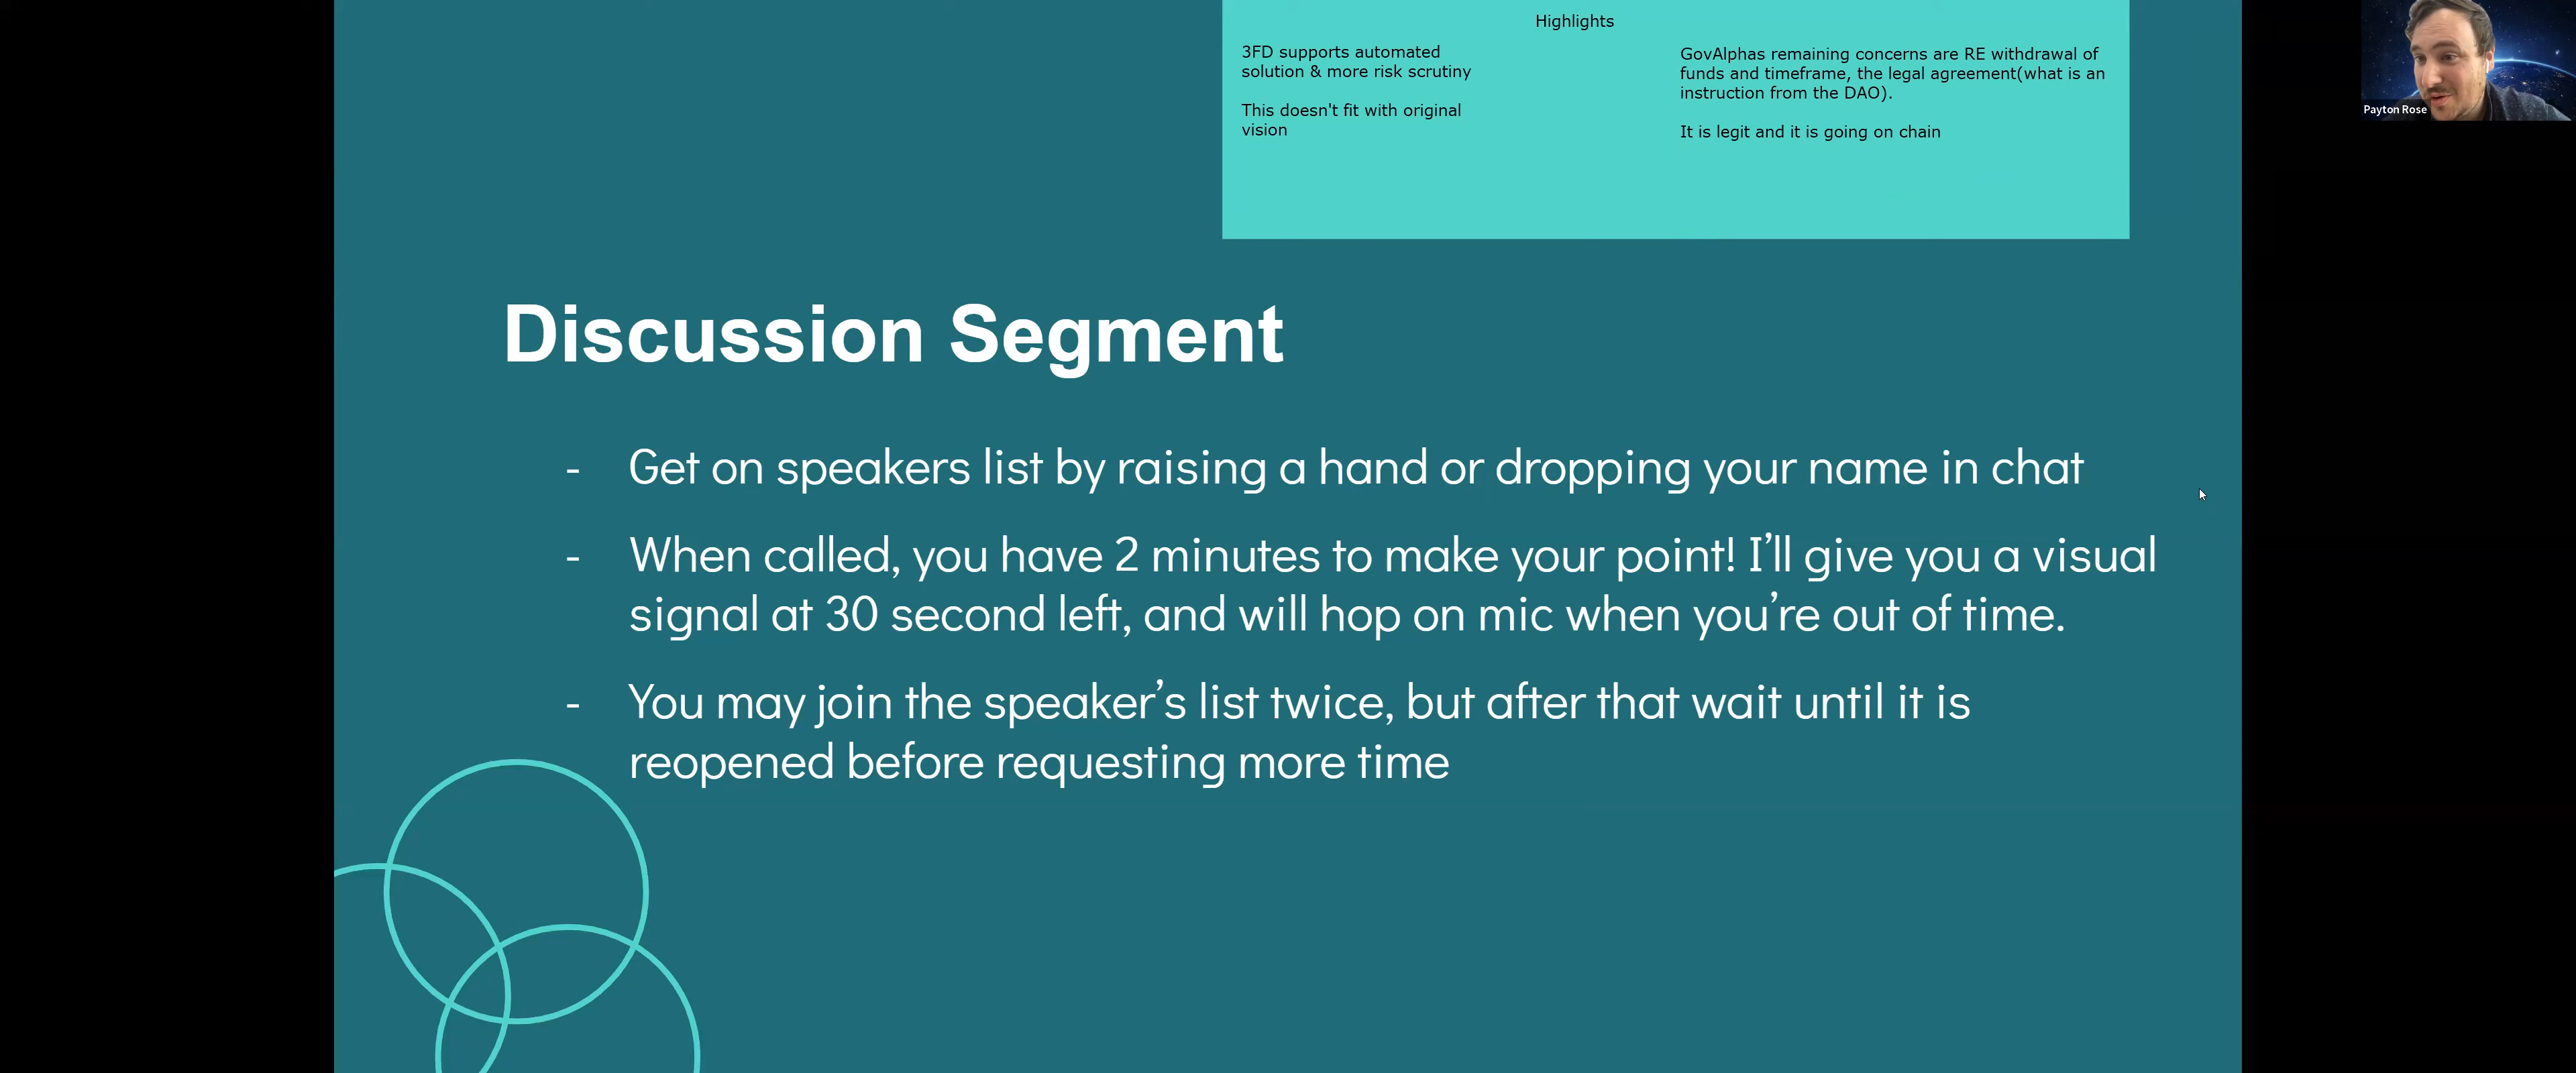 Highlights
3FD supports automated
solution & more risk scrutiny
This doesn't fit with original
vision
GovAlphas remaining concerns are RE withdrawal of
funds and timeframe, the legal agreement(what is an
instruction from the DAO).
It is legit and it is going on chain
Payton Rose
Discussion Segment
- Get on speakers list by raising a hand or dropping your name in chat
- When called, you have 2 minutes to make your point! I’ll give you a visual
signal at 30 second left, and will hop on mic when you’re out of time.
- You may join the speaker’s list twice, but after that wait until it is
reopened before requesting more time